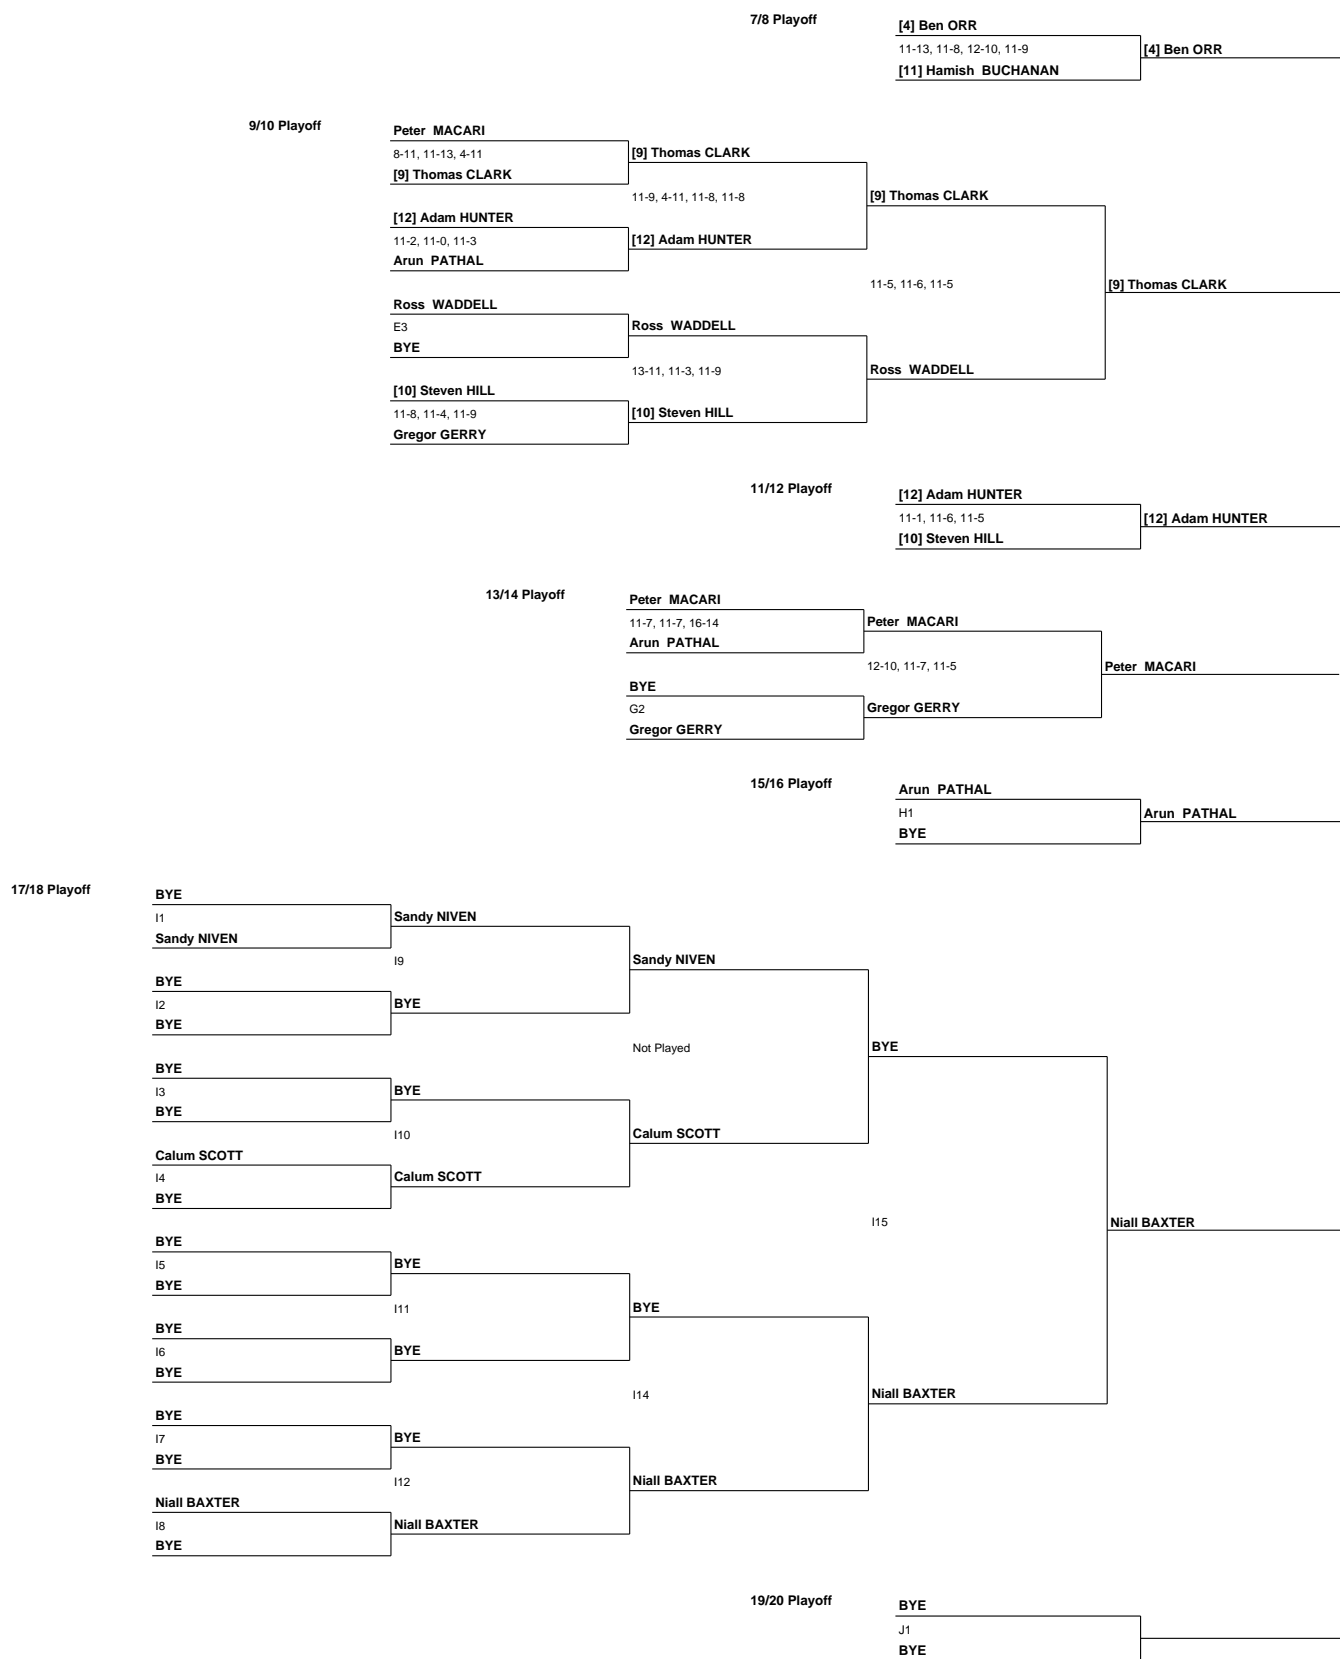 7/8 Playoff
[4] Ben ORR
11-13, 11-8, 12-10, 11-9
[4] Ben ORR
[11] Hamish BUCHANAN
9/10 Playoff
Peter MACARI
8-11, 11-13, 4-11
[9] Thomas CLARK
[9] Thomas CLARK
11-9, 4-11, 11-8, 11-8
[9] Thomas CLARK
[12] Adam HUNTER
11-2, 11-0, 11-3
[12] Adam HUNTER
Arun PATHAL
11-5, 11-6, 11-5
[9] Thomas CLARK
Ross WADDELL
E3
Ross WADDELL
BYE
13-11, 11-3, 11-9
Ross WADDELL
[10] Steven HILL
11-8, 11-4, 11-9
[10] Steven HILL
Gregor GERRY
11/12 Playoff
[12] Adam HUNTER
11-1, 11-6, 11-5
[12] Adam HUNTER
[10] Steven HILL
13/14 Playoff
Peter MACARI
11-7, 11-7, 16-14
Peter MACARI
Arun PATHAL
12-10, 11-7, 11-5
Peter MACARI
BYE
G2
Gregor GERRY
Gregor GERRY
15/16 Playoff
Arun PATHAL
H1
Arun PATHAL
BYE
17/18 Playoff
BYE
I1
Sandy NIVEN
Sandy NIVEN
I9
Sandy NIVEN
BYE
I2
BYE
BYE
Not Played
BYE
BYE
I3
BYE
BYE
I10
Calum SCOTT
Calum SCOTT
I4
Calum SCOTT
BYE
I15
Niall BAXTER
BYE
I5
BYE
BYE
I11
BYE
BYE
I6
BYE
BYE
I14
Niall BAXTER
BYE
I7
BYE
BYE
I12
Niall BAXTER
Niall BAXTER
I8
Niall BAXTER
BYE
19/20 Playoff
BYE
J1
BYE